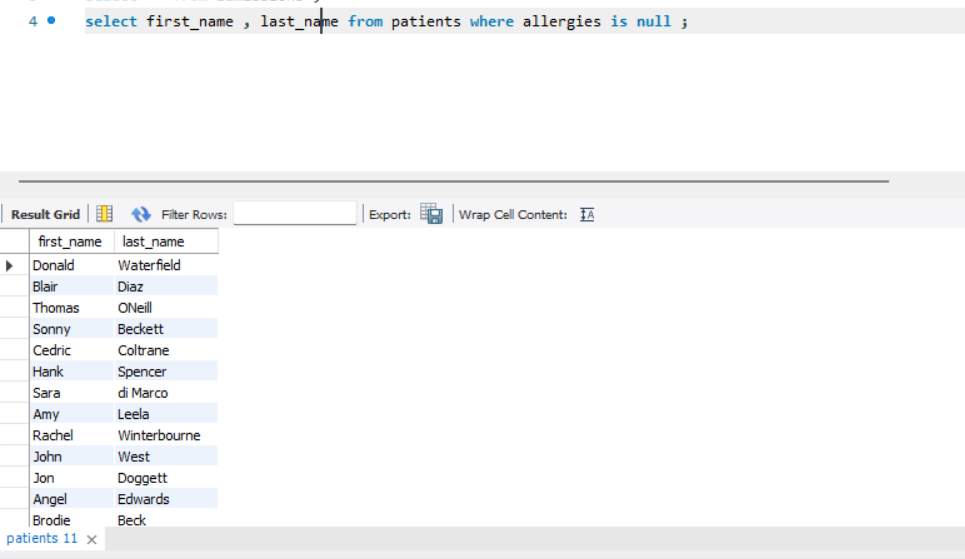 4 select first_name , last_name from patients where allergies is null ;
Result Grid Filter Rows: Export: Wrap Cell Content: IA
first_name last_name
Donald Waterfield
Blair Diaz
Thomas ONeill
Sonny Beckett
Cedric Coltrane
Hank Spencer
Sara di Marco
Amy Leela
Rachel Winterbourne
John West
Jon Doggett
Angel Edwards
Brodie Beck
patients 11 ×